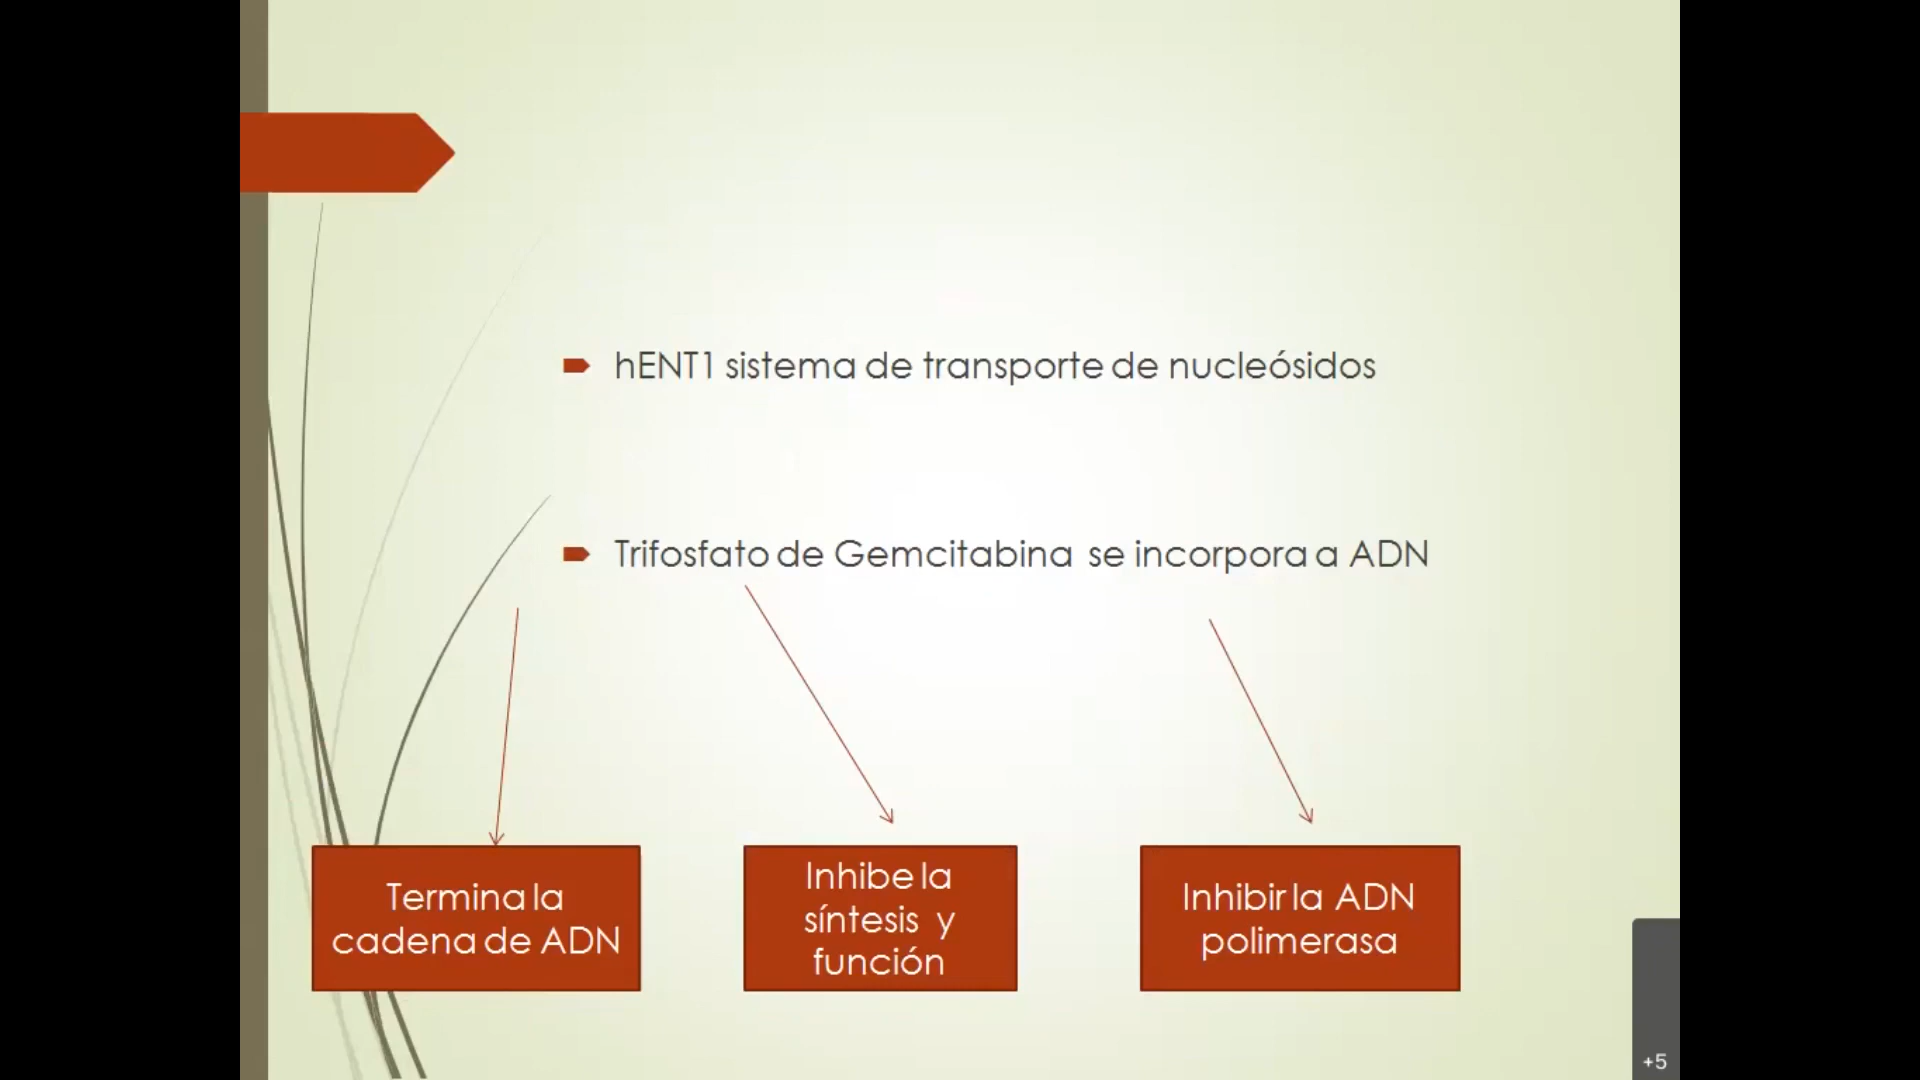 hENT1 sistema de transporte de nucleósidos
Trifosfato de Gemcitabina se incorpora a ADN
Termina la
cadena de ADN
Inhibe la
síntesis y
función
Inhibir la ADN
polimerasa
+5